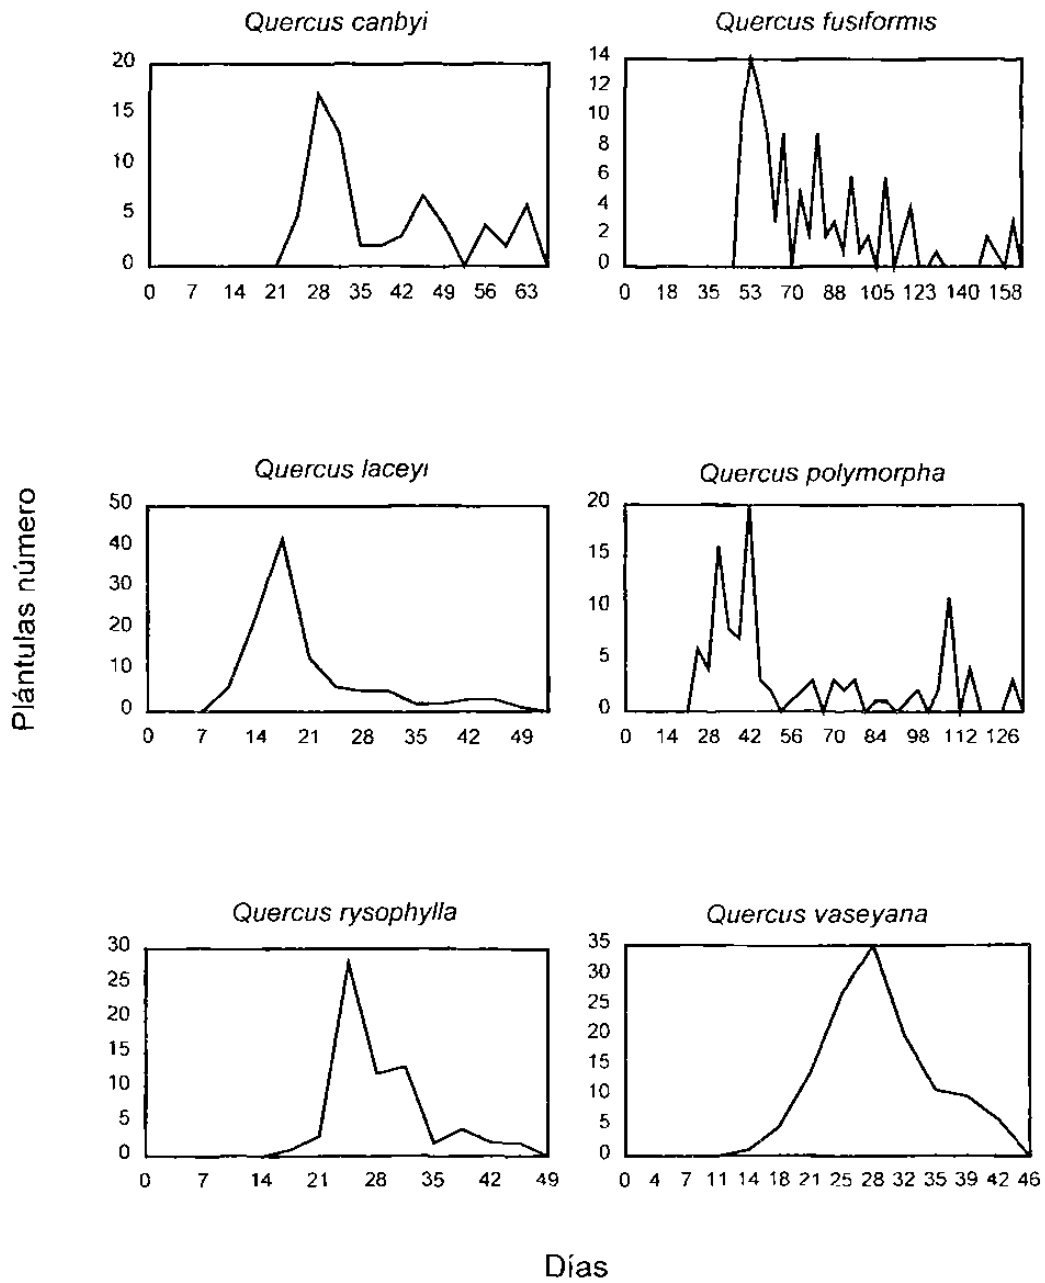 Quercus canbyi
20
15
10
5
0
0 7 14 21 28 35 42 49 56 63
Quercus fusiformis
14
12
10
8
6
4
2
0
0 18 35 53 70 88 105 123 140 158
Plántulas número
Quercus laceyi
50
40
30
20
10
0
0 7 14 21 28 35 42 49
Quercus polymorpha
20
15
10
5
0
0 14 28 42 56 70 84 98 112 126
Quercus rysophylla
30
25
20
15
10
5
0
0 7 14 21 28 35 42 49
Quercus vaseyana
35
30
25
20
15
10
5
0
0 4 7 11 14 18 21 25 28 32 35 39 42 46
Días